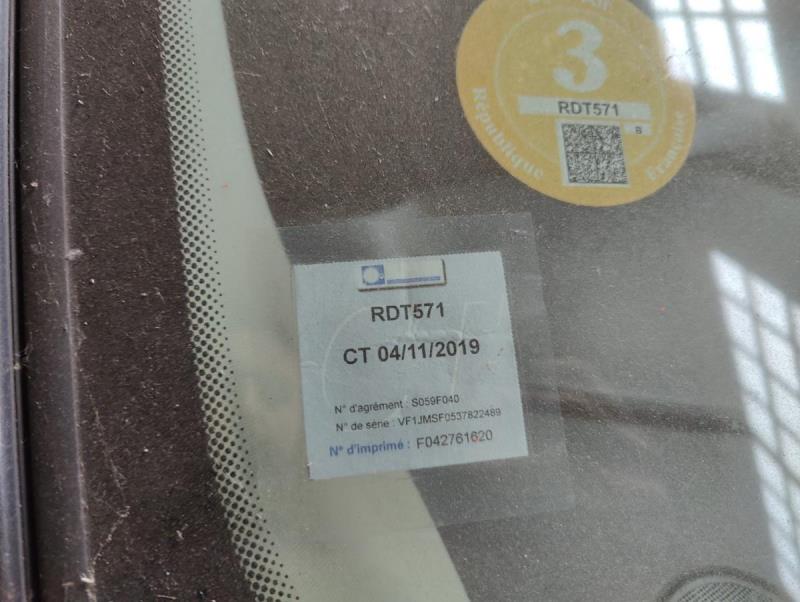 3
RDT571
B
République Française
RDT571
CT 04/11/2019
N° d'agrément : S059F040
N° de série : VF1JMSF0537822489
N° d'imprimé : F042761620